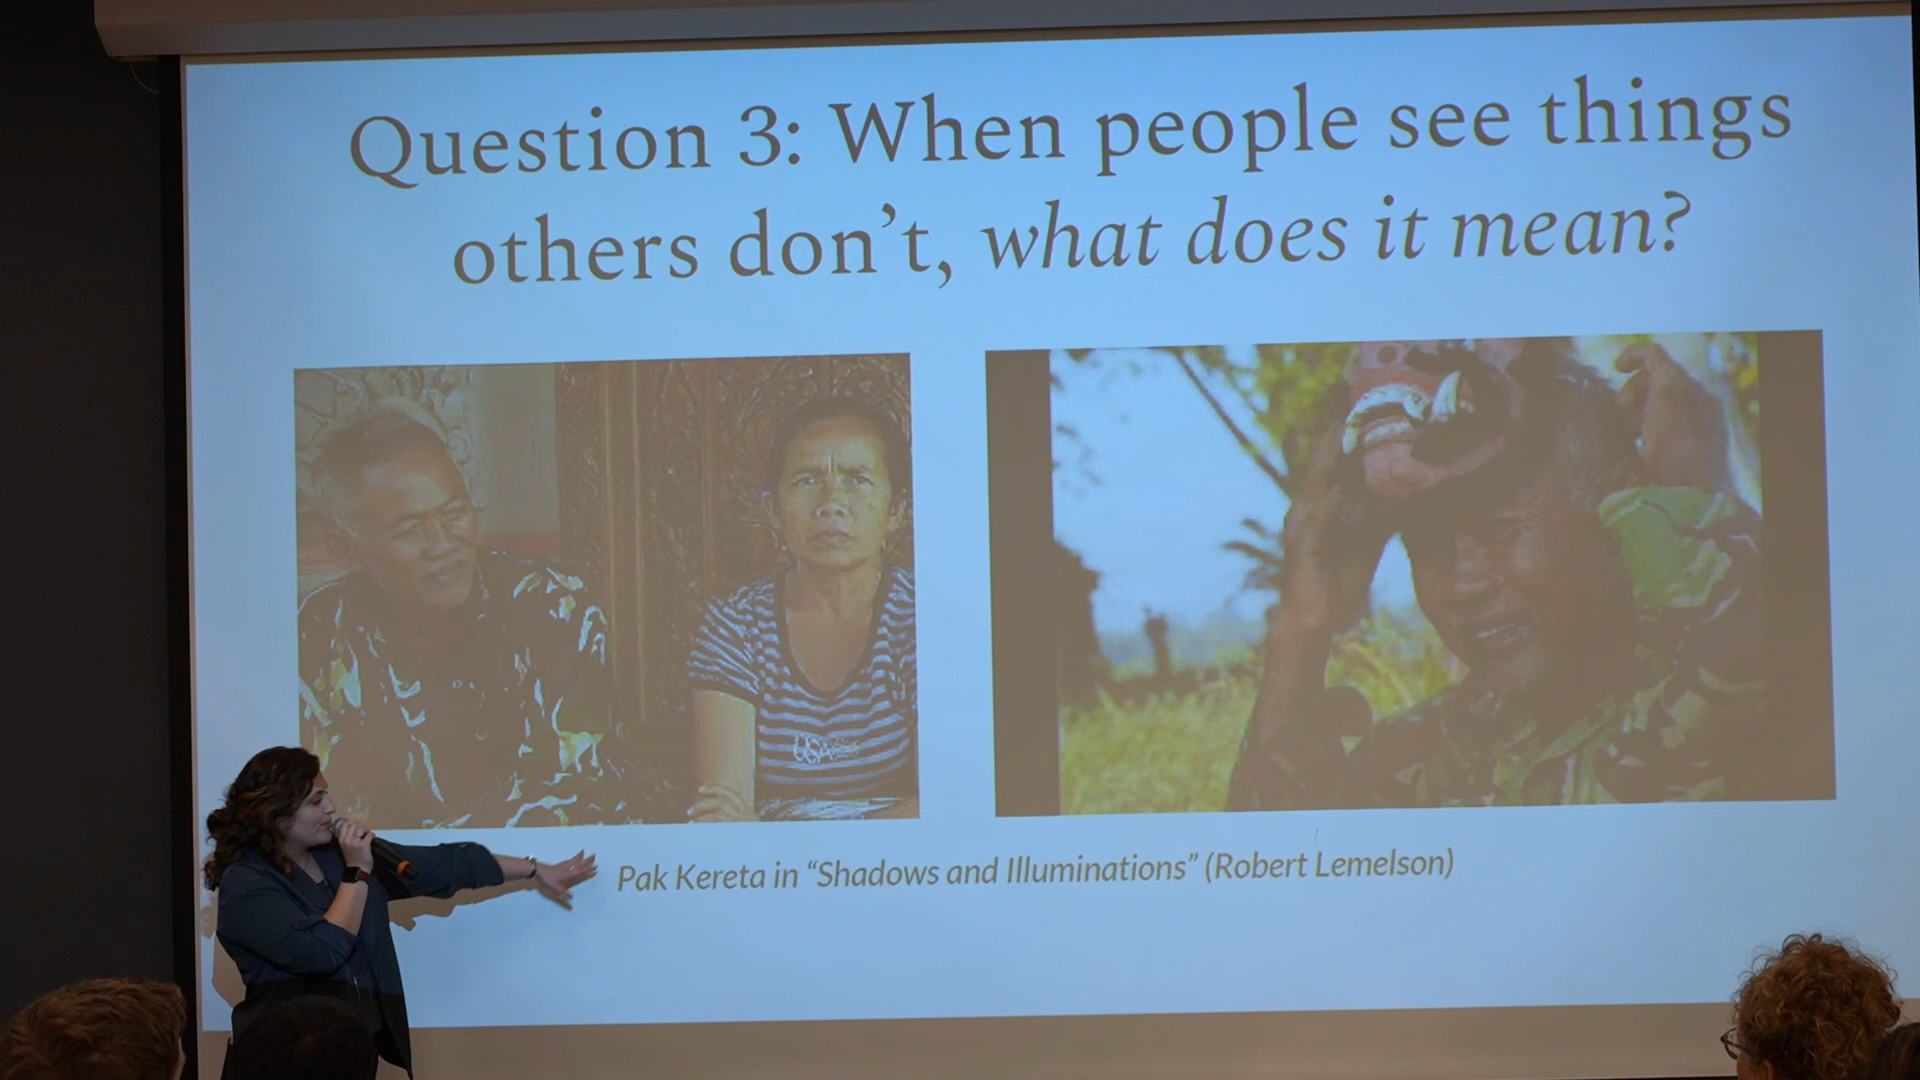 Question 3: When people see things
others don’t, what does it mean?
USA
Pak Kereta in “Shadows and Illuminations” (Robert Lemelson)